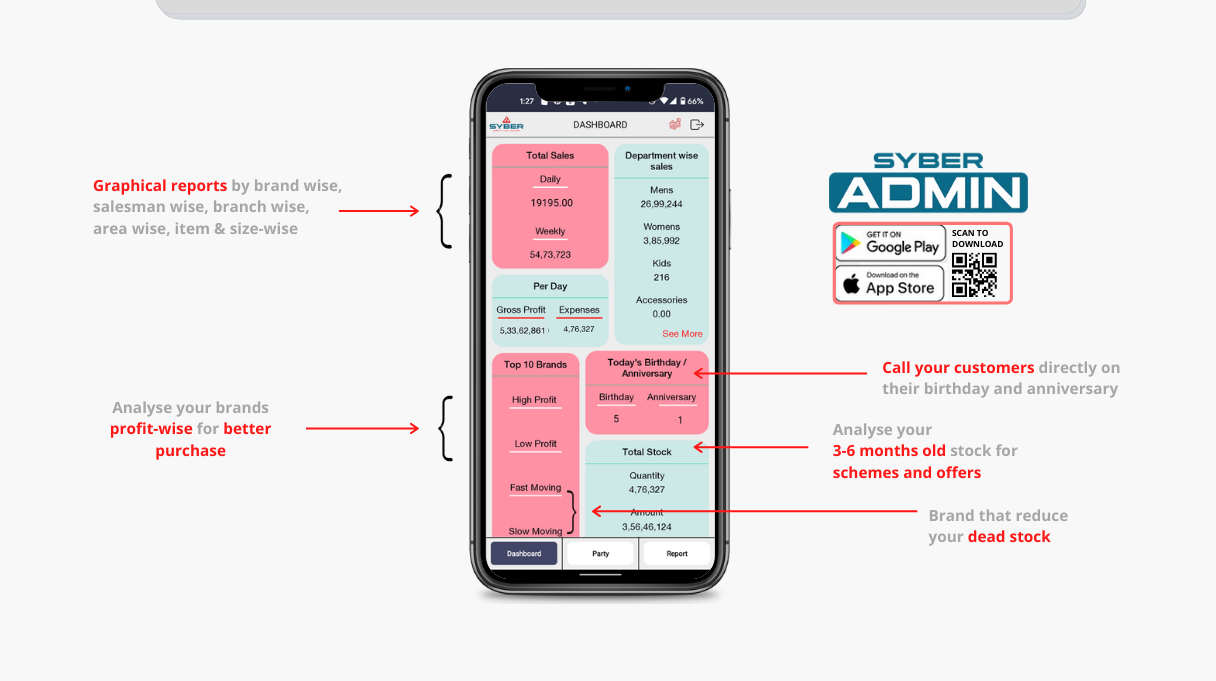 1:27
66%
SYBER
DASHBOARD
Total Sales
Daily
19195.00
Weekly
54,73,723
Department wise
sales
Mens
26,99,244
Womens
3,85,992
Kids
216
Accessories
0.00
See More
Per Day
Gross Profit Expenses
5,33,62,861 4,76,327
Top 10 Brands
High Profit
Low Profit
Fast Moving
Slow Moving
Today's Birthday /
Anniversary
Birthday Anniversary
5 1
Total Stock
Quantity
4,76,327
Amount
3,56,46,124
Dashboard Party Report
Graphical reports by brand wise,
salesman wise, branch wise,
area wise, item & size-wise
Analyse your brands
profit-wise for better
purchase
SYBER
ADMIN
GET IT ON
Google Play
Download on the
App Store
SCAN TO
DOWNLOAD
Call your customers directly on
their birthday and anniversary
Analyse your
3-6 months old stock for
schemes and offers
Brand that reduce
your dead stock